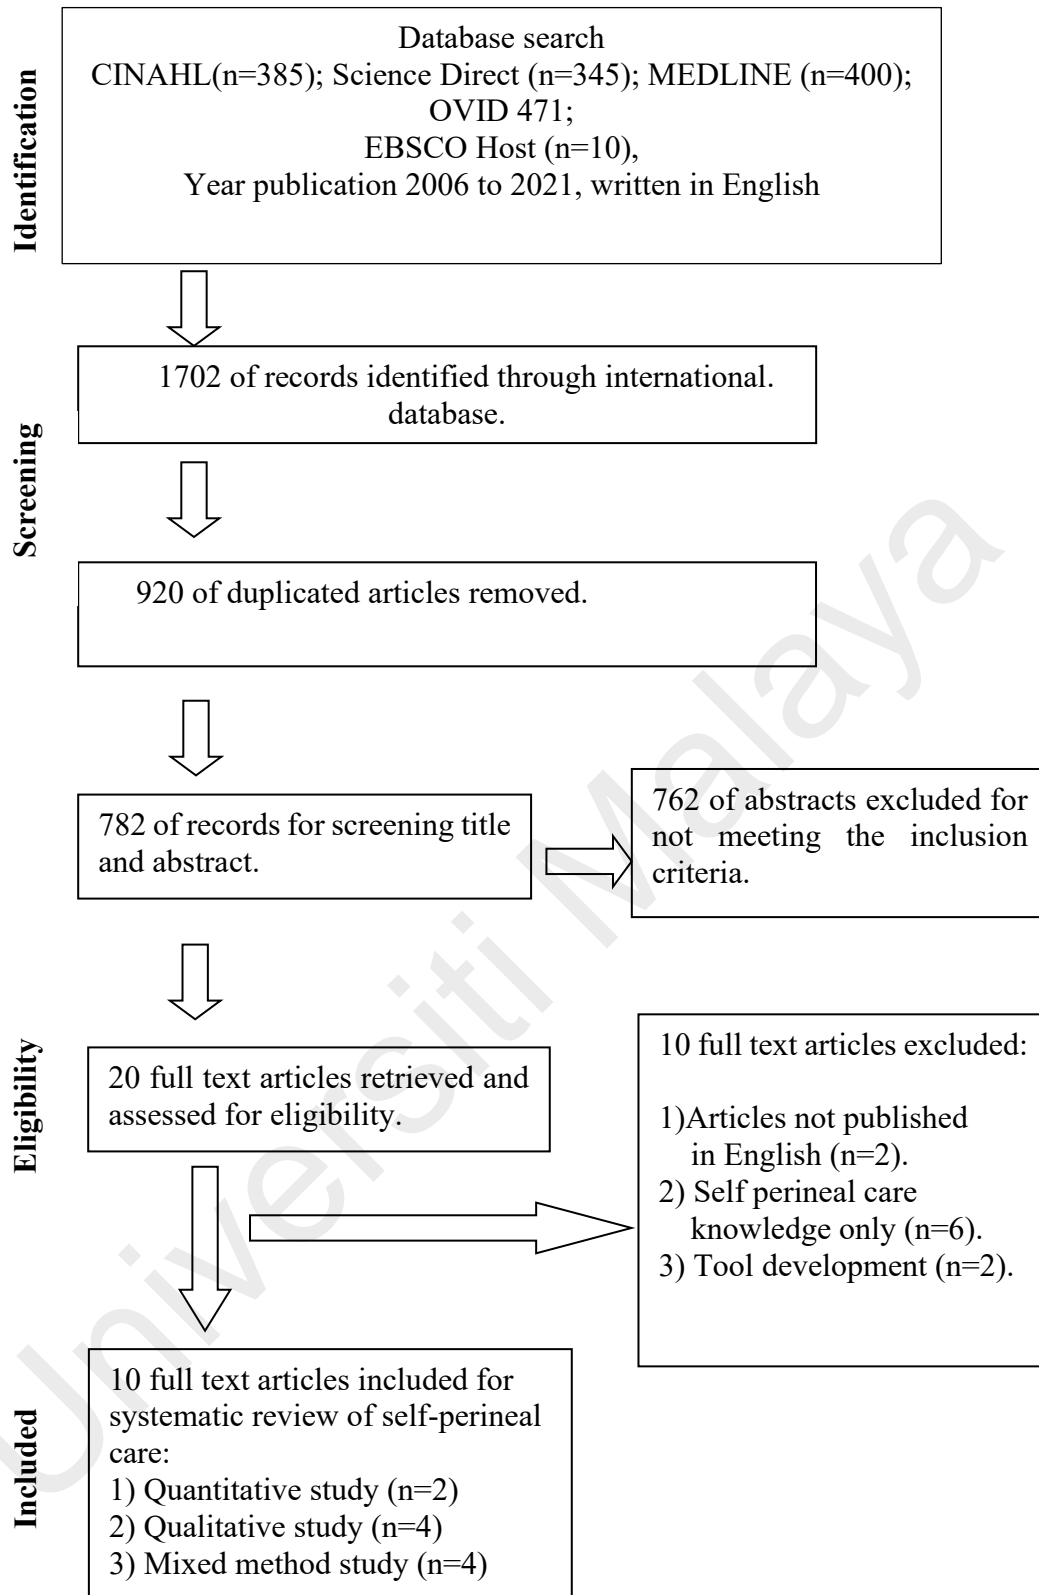 Identification
Database search
CINAHL(n=385); Science Direct (n=345); MEDLINE (n=400);
OVID 471;
EBSCO Host (n=10),
Year publication 2006 to 2021, written in English
Screening
1702 of records identified through international.
database.
920 of duplicated articles removed.
782 of records for screening title
and abstract.
762 of abstracts excluded for
not meeting the inclusion
criteria.
Eligibility
20 full text articles retrieved and
assessed for eligibility.
10 full text articles excluded:
1)Articles not published
in English (n=2).
2) Self perineal care
knowledge only (n=6).
3) Tool development (n=2).
Included
10 full text articles included for
systematic review of self-perineal
care:
1) Quantitative study (n=2)
2) Qualitative study (n=4)
3) Mixed method study (n=4)
Universiti Malaya